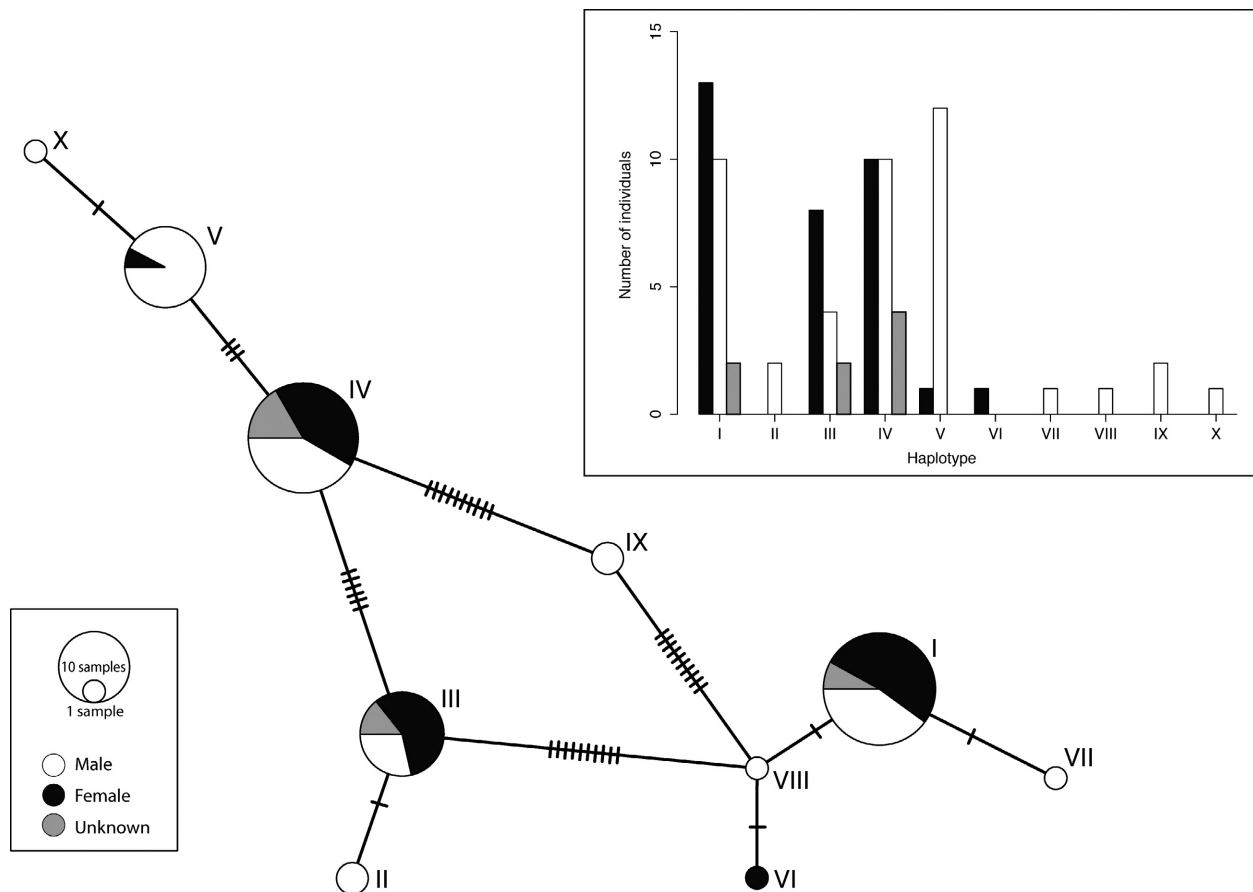 X
V
IV
IX
III
I
VII
VIII
II
VI
15
10
5
0
Number of individuals
I II III IV V VI VII VIII IX X
Haplotype
10 samples
1 sample
Male
Female
Unknown